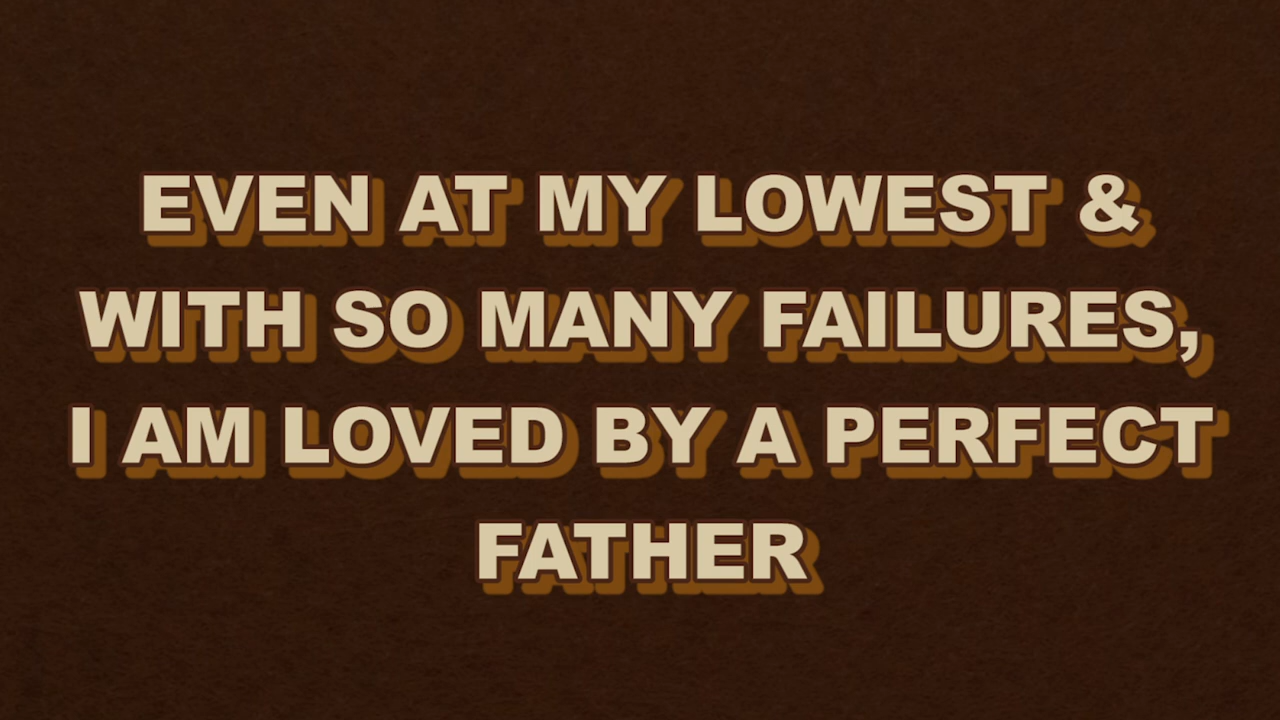 EVEN AT MY LOWEST &
WITH SO MANY FAILURES,
I AM LOVED BY A PERFECT
FATHER